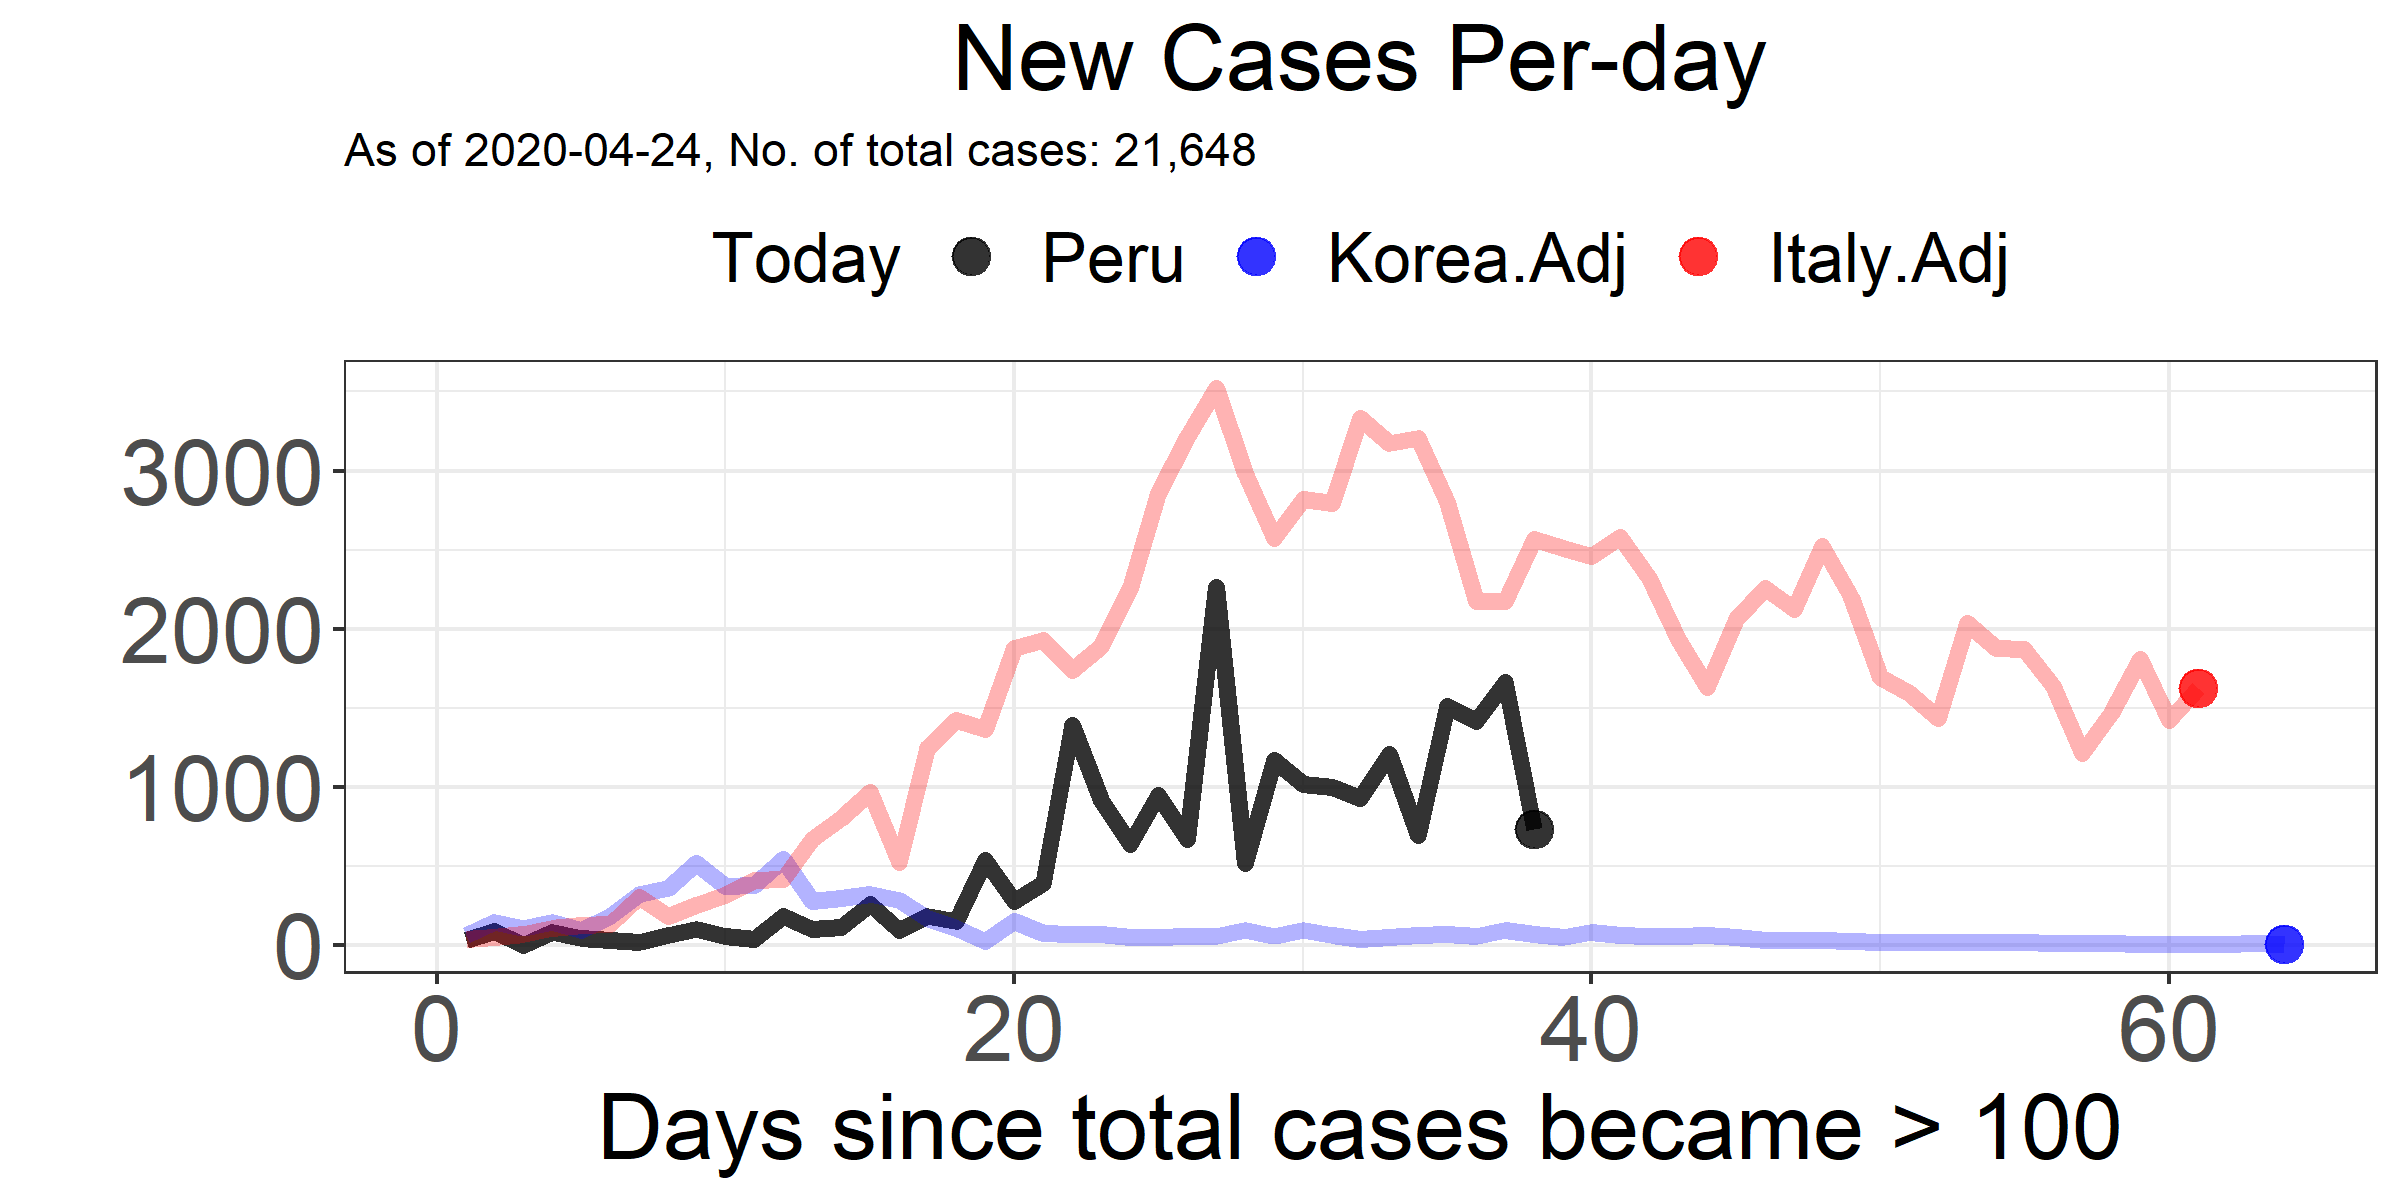 New Cases Per-day
As of 2020-04-24, No. of total cases: 21,648
Today Peru Korea.Adj Italy.Adj
3000
2000
1000
0
0 20 40 60
Days since total cases became > 100